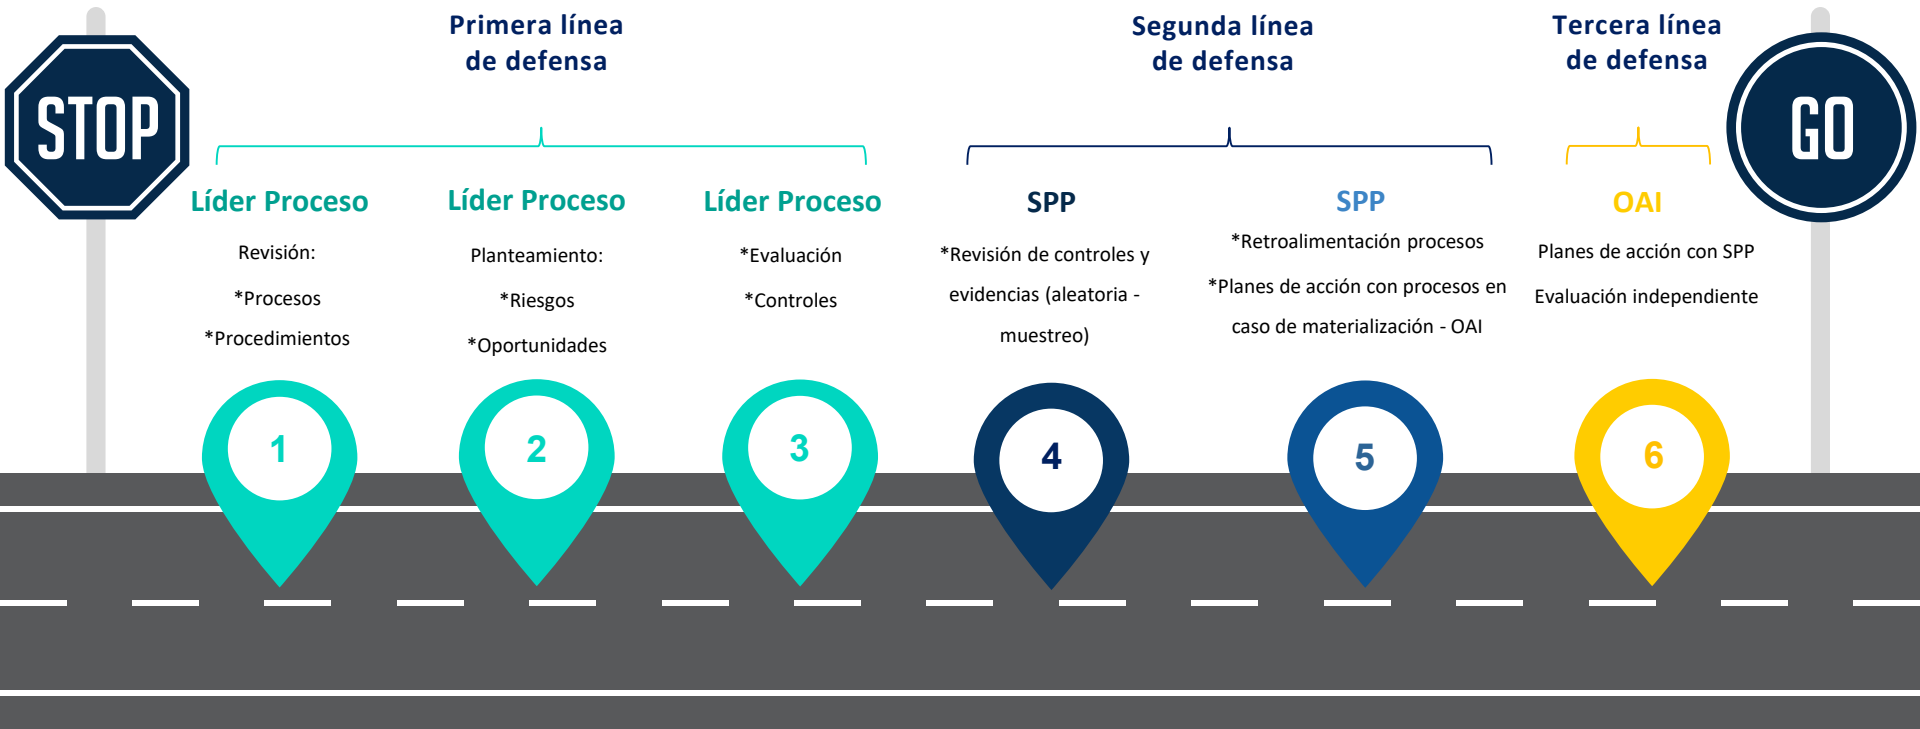 STOP
Primera línea
de defensa
Segunda línea
de defensa
Tercera línea
de defensa
GO
Líder Proceso
Revisión:
*Procesos
*Procedimientos
Líder Proceso
Planteamiento:
*Riesgos
*Oportunidades
Líder Proceso
*Evaluación
*Controles
SPP
*Revisión de controles y
evidencias (aleatoria -
muestreo)
SPP
*Retroalimentación procesos
*Planes de acción con procesos en
caso de materialización - OAI
OAI
Planes de acción con SPP
Evaluación independiente
1
2
3
4
5
6